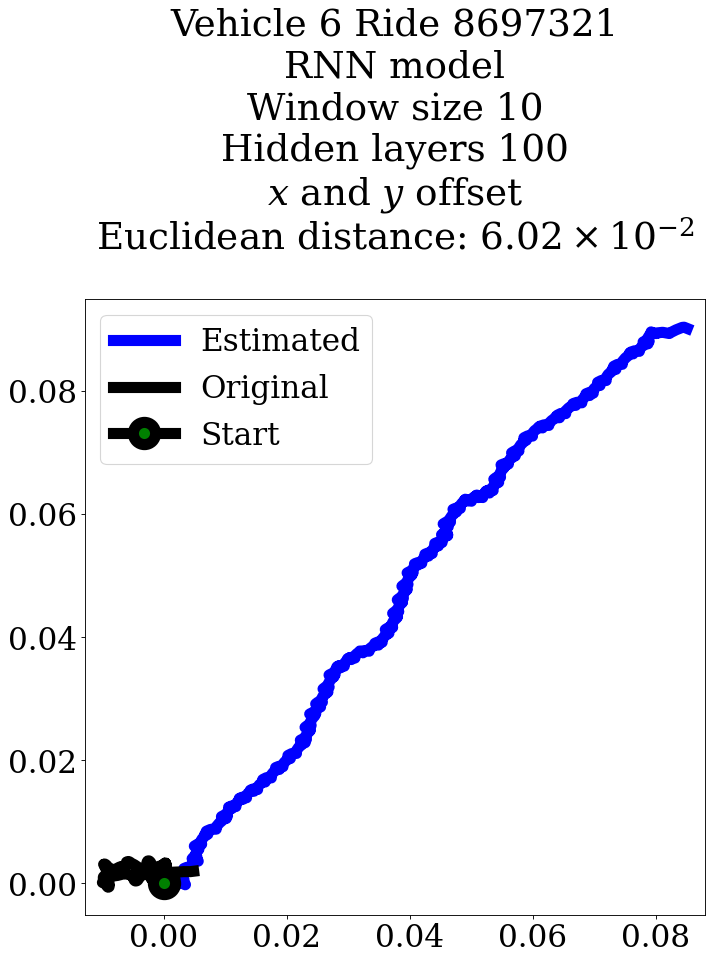 Vehicle 6 Ride 8697321
RNN model
Window size 10
Hidden layers 100
x and y offset
Euclidean distance: 6.02 × 10⁻²
Estimated
Original
Start
0.08
0.06
0.04
0.02
0.00
0.00 0.02 0.04 0.06 0.08